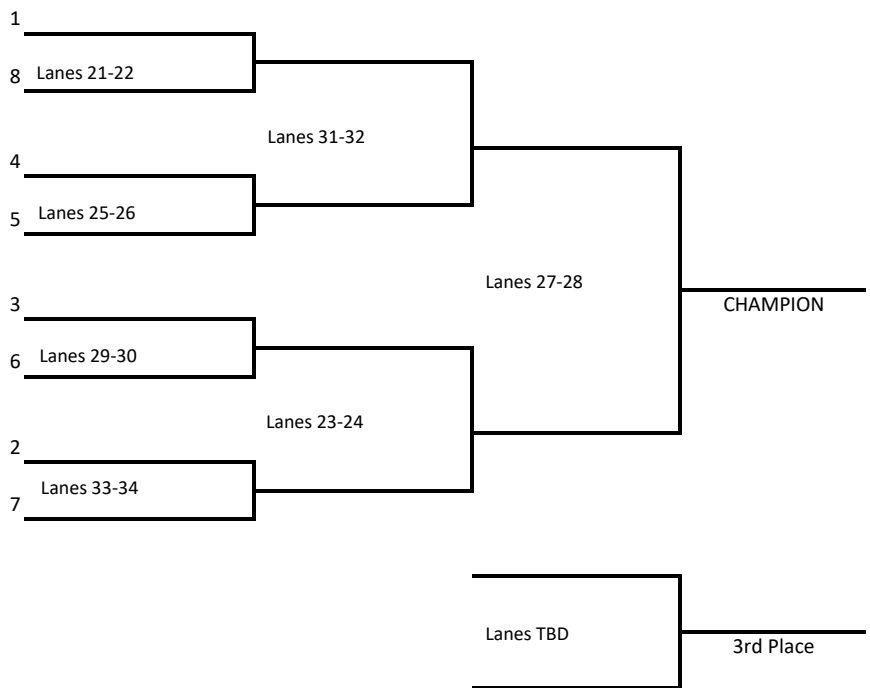 1
8 Lanes 21-22
Lanes 31-32
4
5 Lanes 25-26
Lanes 27-28
3
CHAMPION
6 Lanes 29-30
Lanes 23-24
2
7 Lanes 33-34
Lanes TBD
3rd Place